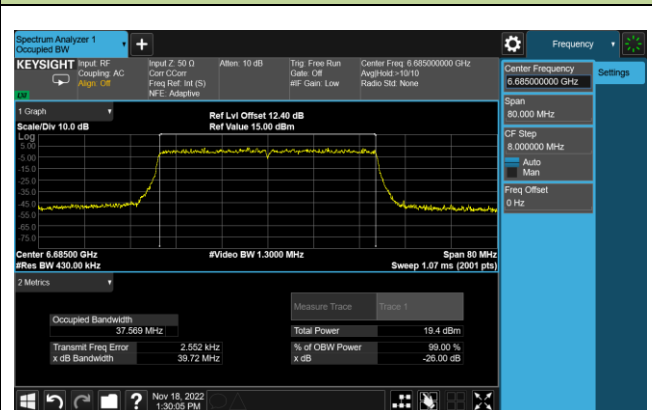 Spectrum Analyzer 1
Occupied BW
Frequency
KEYSIGHT
Input: RF
Coupling: AC
Align: Off
Input Z: 50 Ω
Corr CCorr
Freq Ref: Int (S)
NFE: Adaptive
Atten: 10 dB
Trig: Free Run
Gate: Off
#IF Gain: Low
Center Freq: 6.685000000 GHz
Avg|Hold:>10/10
Radio Std: None
1 Graph
Scale/Div 10.0 dB
Ref Lvl Offset 12.40 dB
Ref Value 15.00 dBm
Log
5.00
-5.00
-15.0
-25.0
-35.0
-45.0
-55.0
-65.0
-75.0
Center 6.68500 GHz
#Res BW 430.00 kHz
#Video BW 1.3000 MHz
Span 80 MHz
Sweep 1.07 ms (2001 pts)
2 Metrics
Measure Trace
Trace 1
Occupied Bandwidth
37.569 MHz
Total Power
19.4 dBm
Transmit Freq Error
2.552 kHz
% of OBW Power
99.00 %
x dB Bandwidth
39.72 MHz
x dB
-26.00 dB
Nov 18, 2022
1:30:05 PM
Center Frequency
6.685000000 GHz
Settings
Span
80.000 MHz
CF Step
8.000000 MHz
Auto
Man
Freq Offset
0 Hz